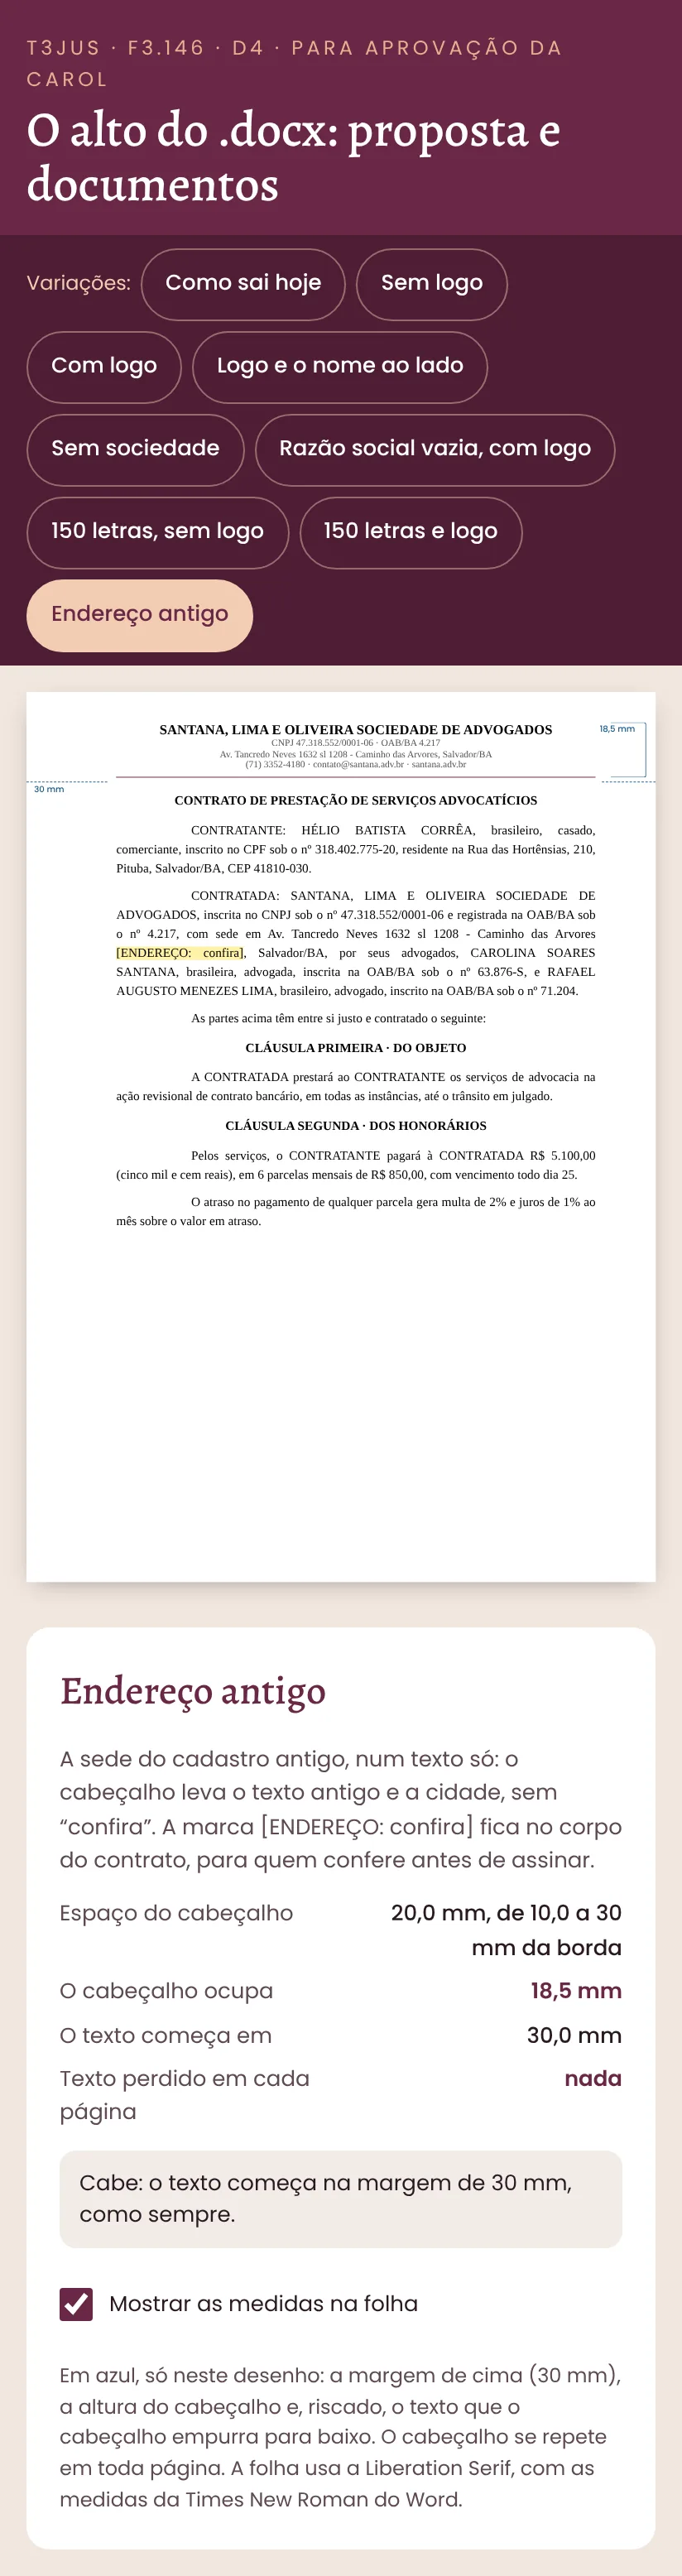 T3JUS · F3.146 · D4 · PARA APROVAÇÃO DA
CAROL
O alto do .docx: proposta e
documentos
Variações:
Como sai hoje
Sem logo
Com logo
Logo e o nome ao lado
Sem sociedade
Razão social vazia, com logo
150 letras, sem logo
150 letras e logo
Endereço antigo
SANTANA, LIMA E OLIVEIRA SOCIEDADE DE ADVOGADOS
18,5 mm
CNPJ 47.318.552/0001-06 · OAB/BA 4.217
Av. Tancredo Neves 1632 sl 1208 - Caminho das Arvores, Salvador/BA
(71) 3352-4180 · contato@santana.adv.br · santana.adv.br
30 mm
CONTRATO DE PRESTAÇÃO DE SERVIÇOS ADVOCATÍCIOS
CONTRATANTE: HÉLIO BATISTA CORRÊA, brasileiro, casado,
comerciante, inscrito no CPF sob o nº 318.402.775-20, residente na Rua das Hortênsias, 210,
Pituba, Salvador/BA, CEP 41810-030.
CONTRATADA: SANTANA, LIMA E OLIVEIRA SOCIEDADE DE
ADVOGADOS, inscrita no CNPJ sob o nº 47.318.552/0001-06 e registrada na OAB/BA sob
o nº 4.217, com sede em Av. Tancredo Neves 1632 sl 1208 - Caminho das Arvores
[ENDEREÇO: confira], Salvador/BA, por seus advogados, CAROLINA SOARES
SANTANA, brasileira, advogada, inscrita na OAB/BA sob o nº 63.876-S, e RAFAEL
AUGUSTO MENEZES LIMA, brasileiro, advogado, inscrito na OAB/BA sob o nº 71.204.
As partes acima têm entre si justo e contratado o seguinte:
CLÁUSULA PRIMEIRA · DO OBJETO
A CONTRATADA prestará ao CONTRATANTE os serviços de advocacia na
ação revisional de contrato bancário, em todas as instâncias, até o trânsito em julgado.
CLÁUSULA SEGUNDA · DOS HONORÁRIOS
Pelos serviços, o CONTRATANTE pagará à CONTRATADA R$ 5.100,00
(cinco mil e cem reais), em 6 parcelas mensais de R$ 850,00, com vencimento todo dia 25.
O atraso no pagamento de qualquer parcela gera multa de 2% e juros de 1% ao
mês sobre o valor em atraso.
Endereço antigo
A sede do cadastro antigo, num texto só: o
cabeçalho leva o texto antigo e a cidade, sem
“confira”. A marca [ENDEREÇO: confira] fica no corpo
do contrato, para quem confere antes de assinar.
Espaço do cabeçalho
20,0 mm, de 10,0 a 30
mm da borda
O cabeçalho ocupa
18,5 mm
O texto começa em
30,0 mm
Texto perdido em cada
página
nada
Cabe: o texto começa na margem de 30 mm,
como sempre.
Mostrar as medidas na folha
Em azul, só neste desenho: a margem de cima (30 mm),
a altura do cabeçalho e, riscado, o texto que o
cabeçalho empurra para baixo. O cabeçalho se repete
em toda página. A folha usa a Liberation Serif, com as
medidas da Times New Roman do Word.